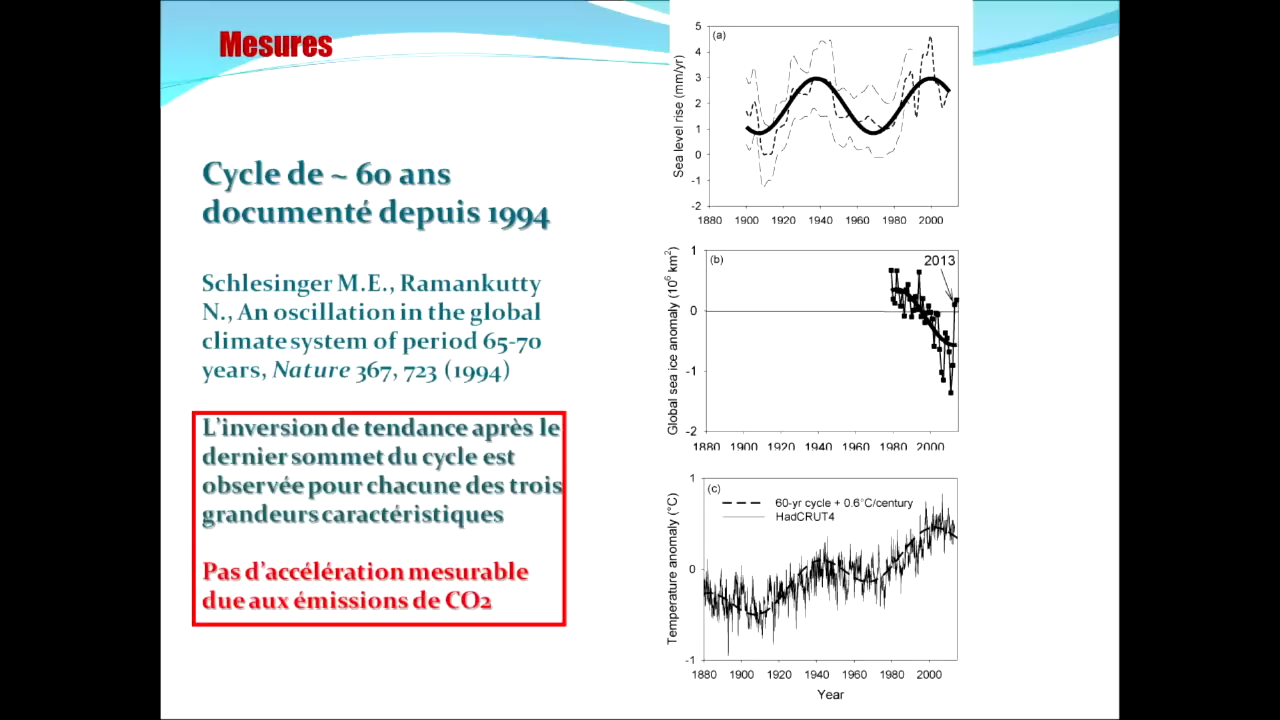 Mesures
Cycle de ~ 60 ans
documenté depuis 1994
Schlesinger M.E., Ramankutty
N., An oscillation in the global
climate system of period 65-70
years, Nature 367, 723 (1994)
L'inversion de tendance après le
dernier sommet du cycle est
observée pour chacune des trois
grandeurs caractéristiques
Pas d'accélération mesurable
due aux émissions de CO2
(a)
Sea level rise (mm/yr)
5
4
3
2
1
0
-1
-2
1880 1900 1920 1940 1960 1980 2000
(b)
2013
Global sea ice anomaly (10⁶ km²)
1
0
-1
-2
1880 1900 1920 1940 1960 1980 2000
(c)
60-yr cycle + 0.6°C/century
HadCRUT4
Temperature anomaly (°C)
1
0
-1
1880 1900 1920 1940 1960 1980 2000
Year